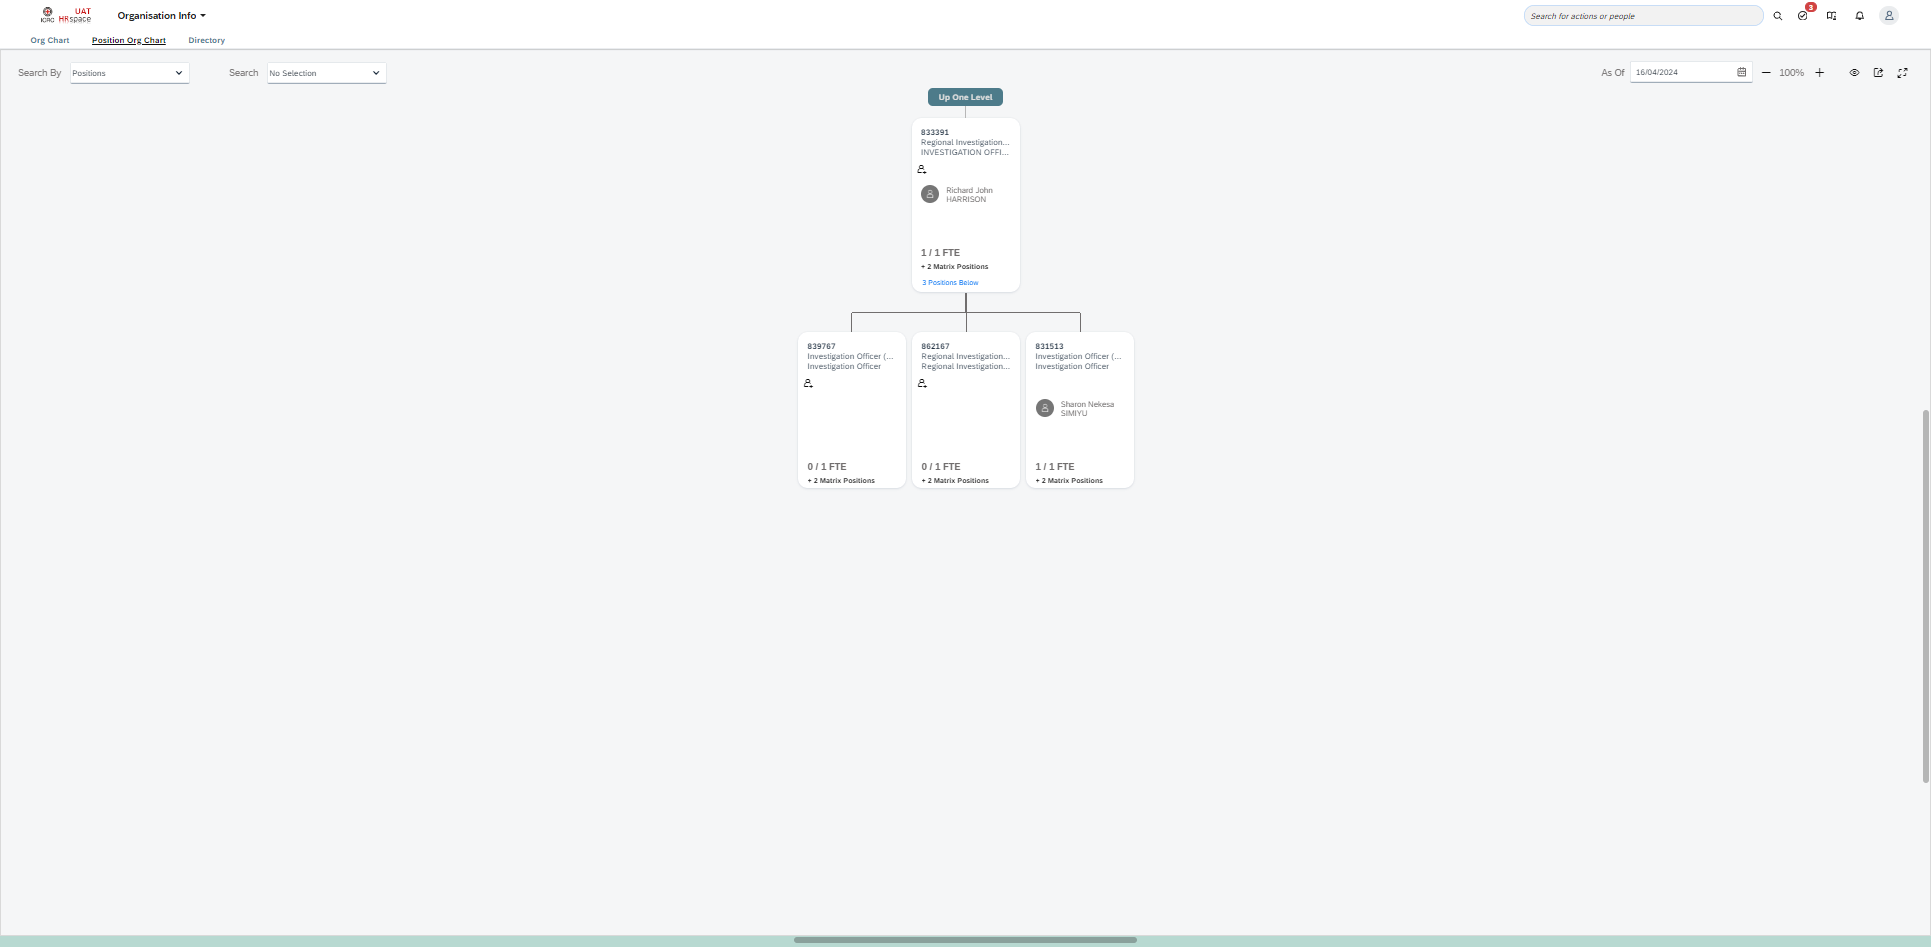 ICRC
UAT
HRspace
Organisation Info
Search for actions or people
3
Org Chart
Position Org Chart
Directory
Search By
Positions
Search
No Selection
As Of
16/04/2024
100%
Up One Level
833391
Regional Investigation...
INVESTIGATION OFFI...
Richard John
HARRISON
1 / 1 FTE
+ 2 Matrix Positions
3 Positions Below
839767
Investigation Officer (...
Investigation Officer
0 / 1 FTE
+ 2 Matrix Positions
862167
Regional Investigation...
Regional Investigation...
0 / 1 FTE
+ 2 Matrix Positions
831513
Investigation Officer (...
Investigation Officer
Sharon Nekesa
SIMIYU
1 / 1 FTE
+ 2 Matrix Positions